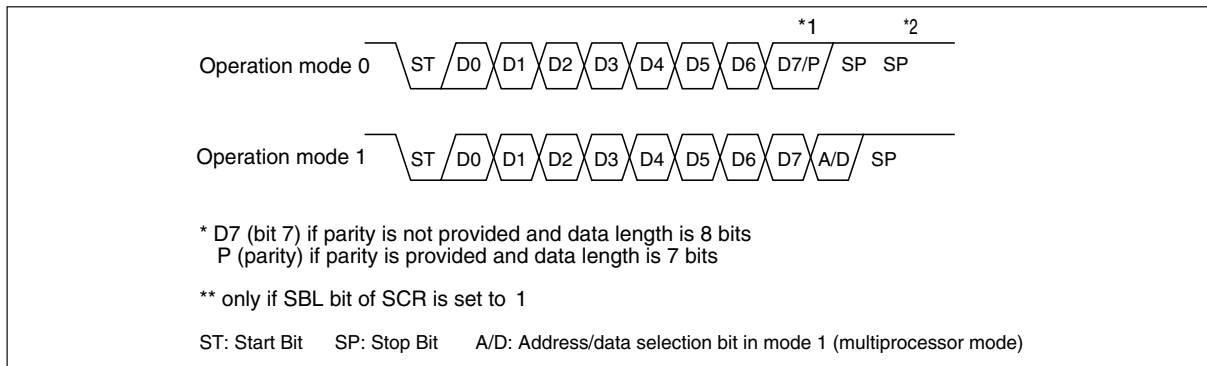 *1 *2
Operation mode 0 ST D0 D1 D2 D3 D4 D5 D6 D7/P SP SP
Operation mode 1 ST D0 D1 D2 D3 D4 D5 D6 D7 A/D SP
* D7 (bit 7) if parity is not provided and data length is 8 bits
P (parity) if parity is provided and data length is 7 bits
** only if SBL bit of SCR is set to 1
ST: Start Bit SP: Stop Bit A/D: Address/data selection bit in mode 1 (multiprocessor mode)